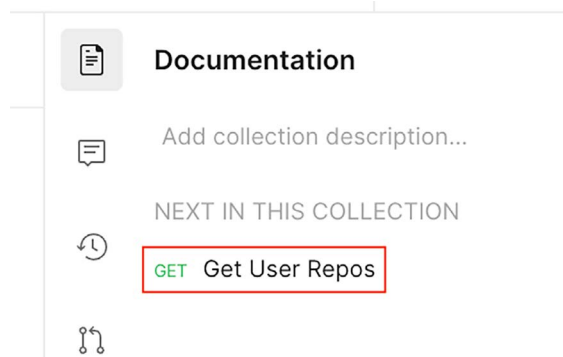 Documentation
Add collection description...
NEXT IN THIS COLLECTION
GET Get User Repos